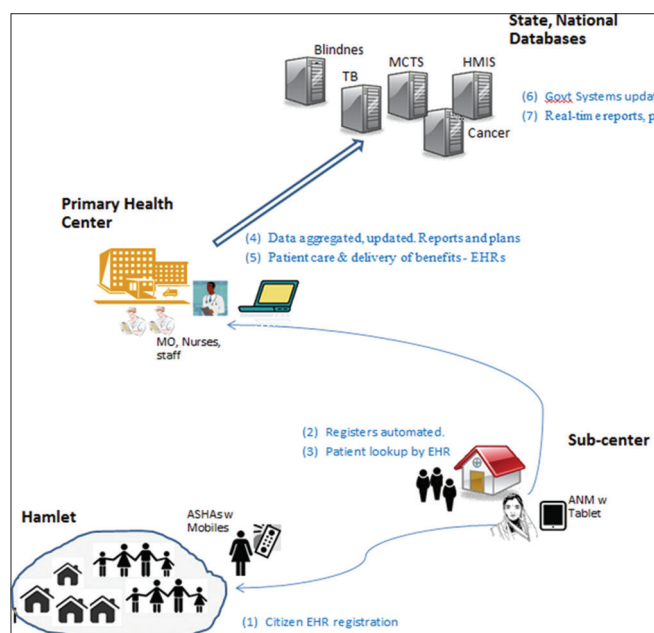 State, National
Databases
Blindnes
TB
MCTS
HMIS
Cancer
(6) Govt Systems updat
(7) Real-time reports, p
Primary Health
Center
(4) Data aggregated, updated. Reports and plans
(5) Patient care & delivery of benefits - EHRs
MO, Nurses,
staff
(2) Registers automated.
(3) Patient lookup by EHR
Sub-center
ANM w
Tablet
Hamlet
ASHAs w
Mobiles
(1) Citizen EHR registration